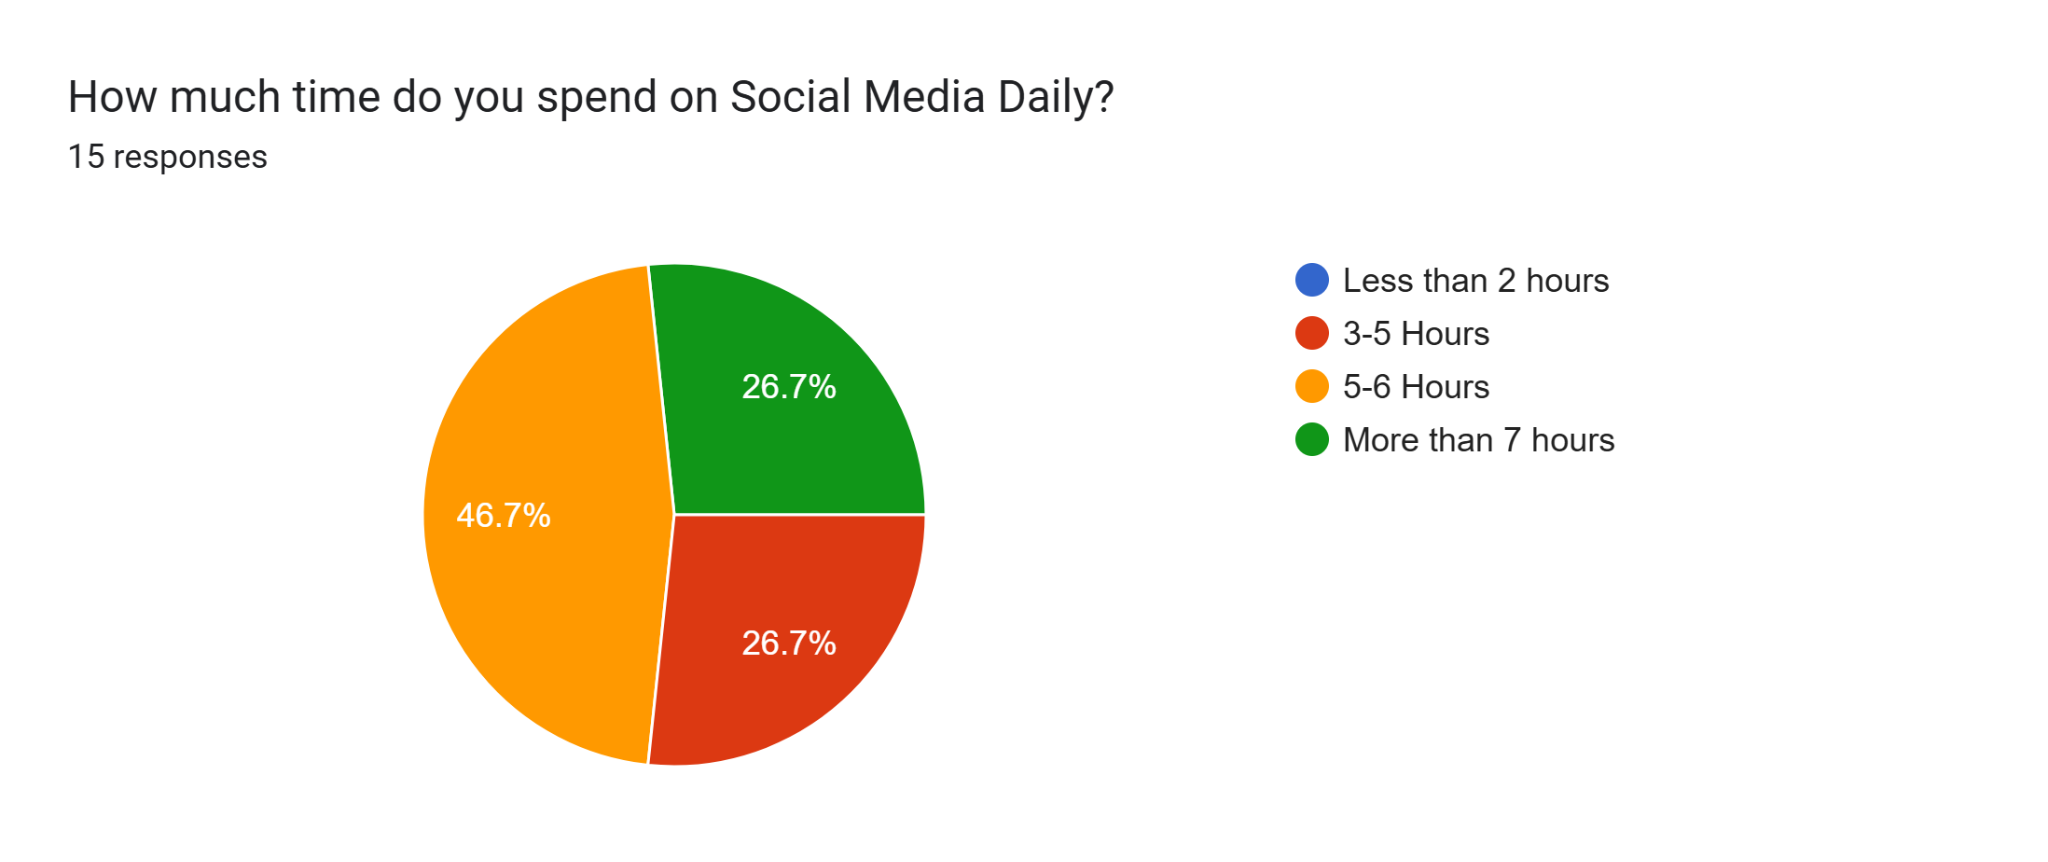 How much time do you spend on Social Media Daily?
15 responses
Less than 2 hours
3-5 Hours
5-6 Hours
More than 7 hours
26.7%
46.7%
26.7%